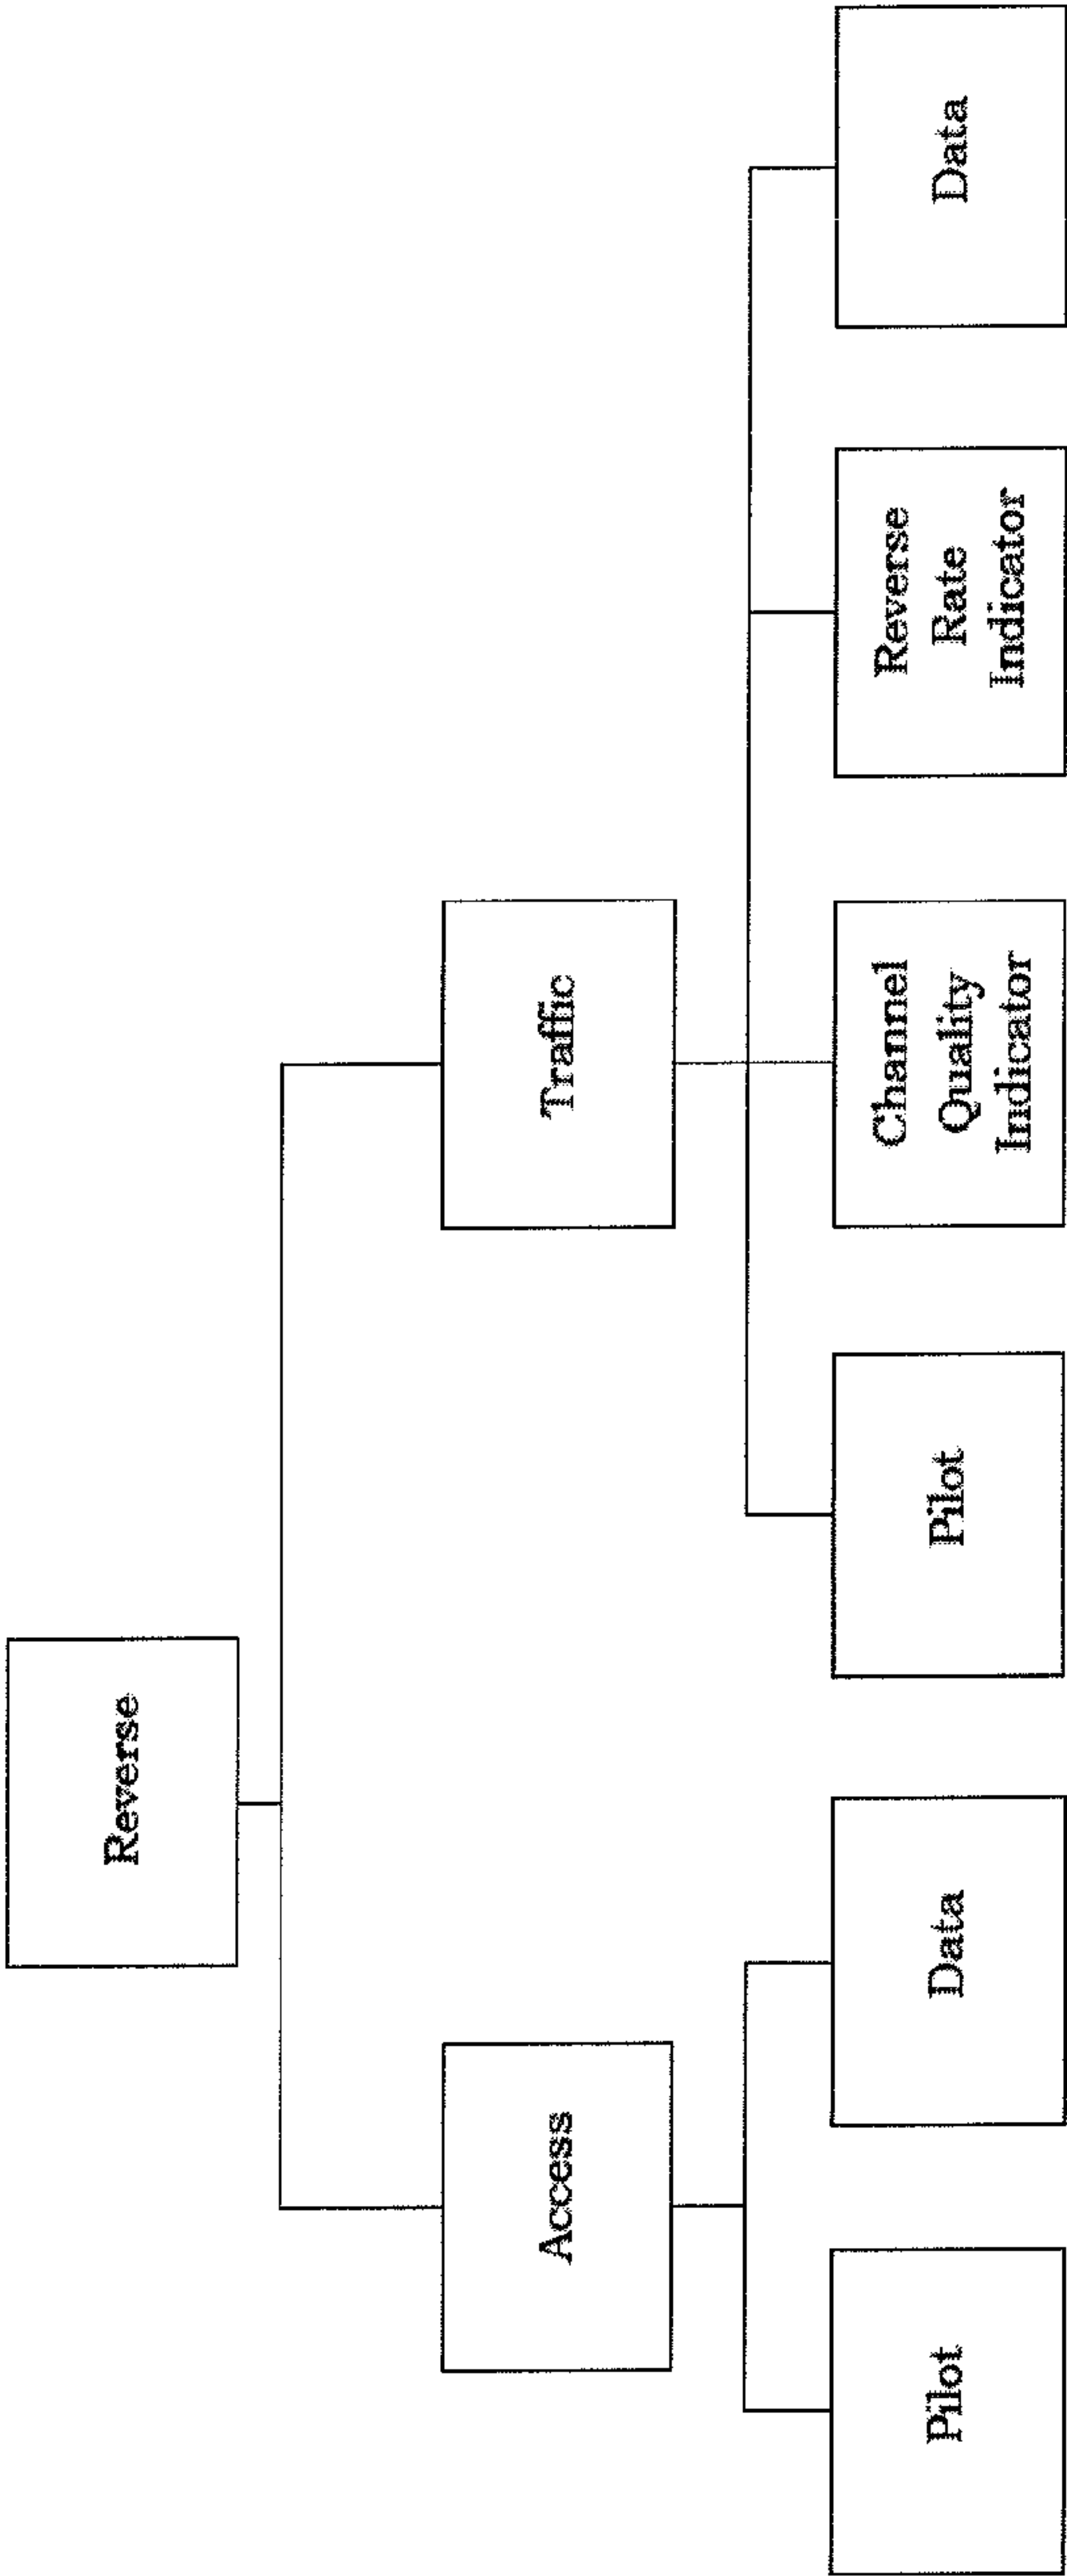 Reverse
Access
Traffic
Pilot
Data
Pilot
Channel
Quality
Indicator
Reverse
Rate
Indicator
Data